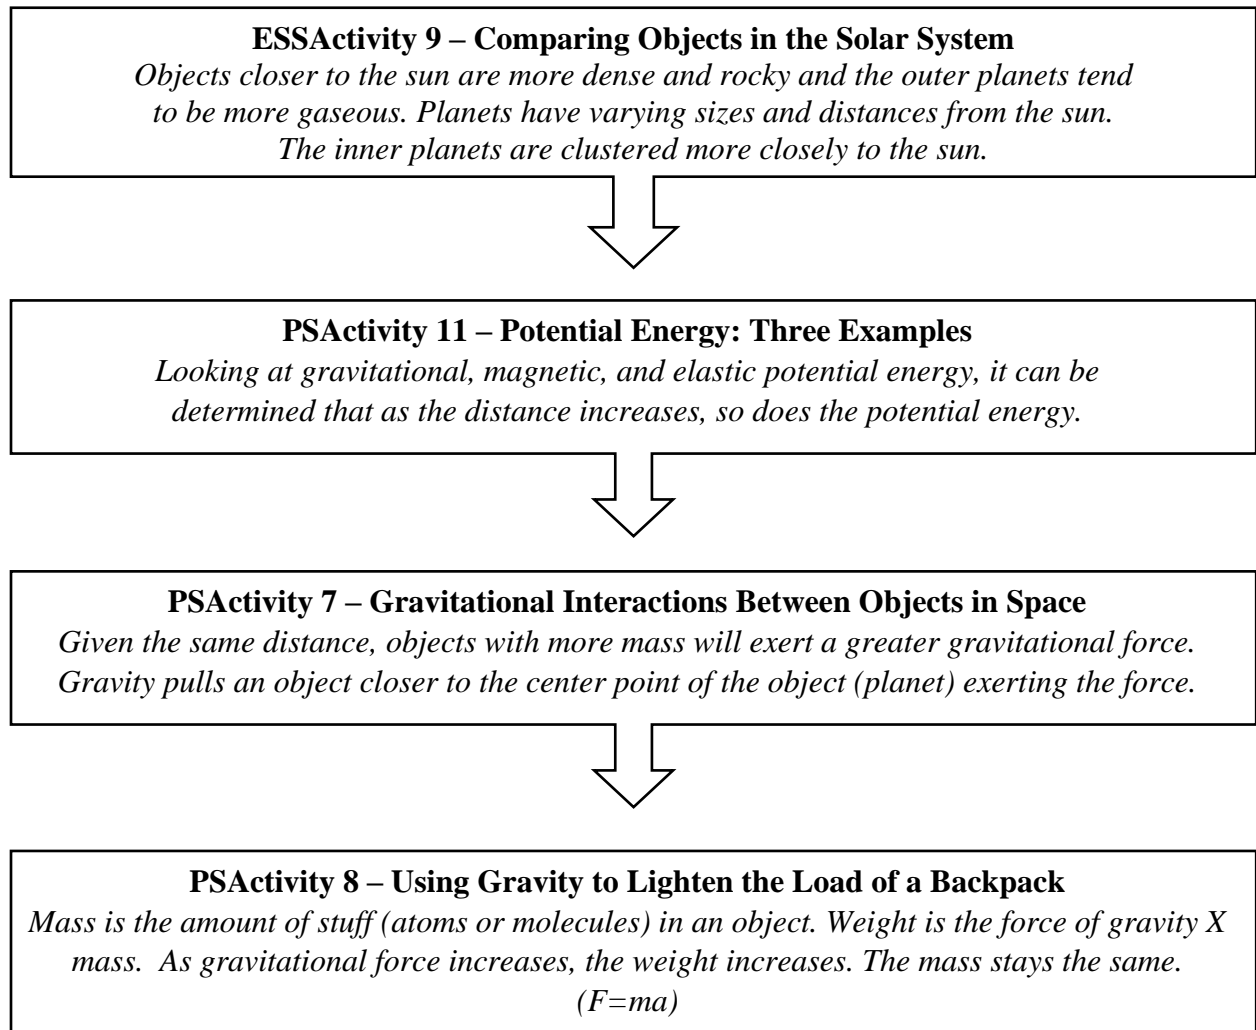 ESSActivity 9 – Comparing Objects in the Solar System
Objects closer to the sun are more dense and rocky and the outer planets tend
to be more gaseous. Planets have varying sizes and distances from the sun.
The inner planets are clustered more closely to the sun.
PSActivity 11 – Potential Energy: Three Examples
Looking at gravitational, magnetic, and elastic potential energy, it can be
determined that as the distance increases, so does the potential energy.
PSActivity 7 – Gravitational Interactions Between Objects in Space
Given the same distance, objects with more mass will exert a greater gravitational force.
Gravity pulls an object closer to the center point of the object (planet) exerting the force.
PSActivity 8 – Using Gravity to Lighten the Load of a Backpack
Mass is the amount of stuff (atoms or molecules) in an object. Weight is the force of gravity X
mass.  As gravitational force increases, the weight increases. The mass stays the same.
(F=ma)